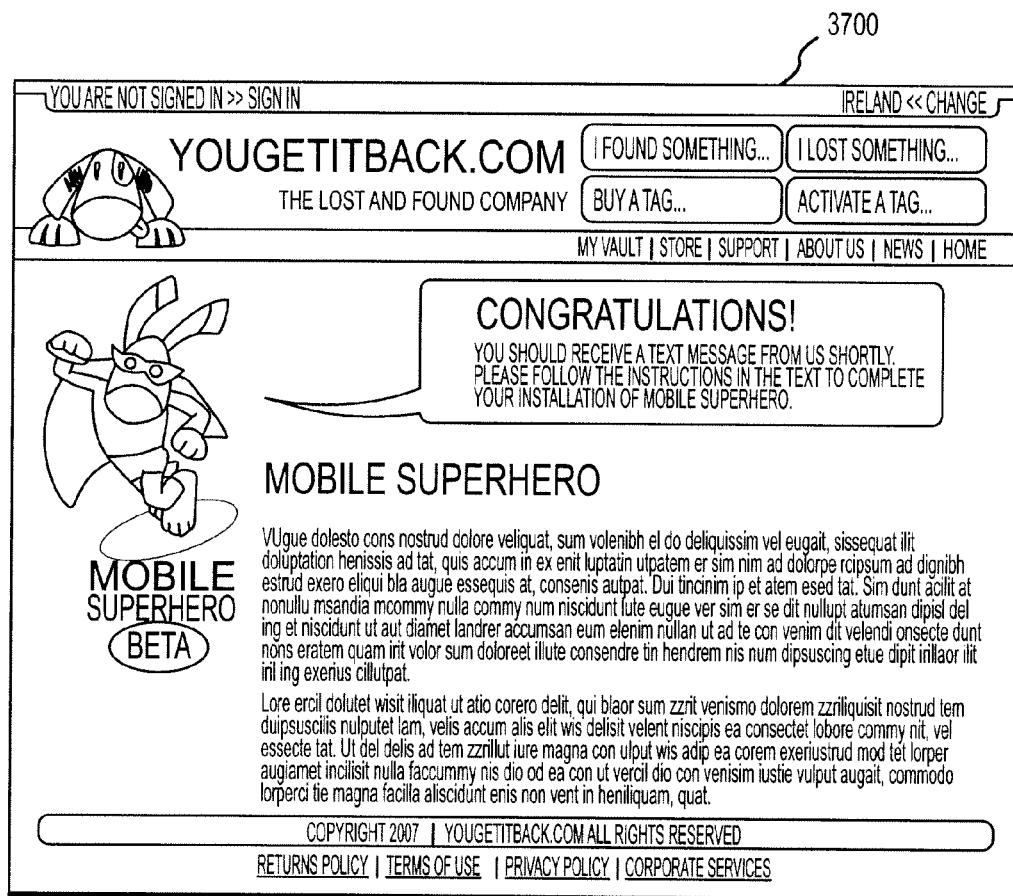 3700
YOU ARE NOT SIGNED IN >> SIGN IN
IRELAND << CHANGE
YOUGETITBACK.COM
THE LOST AND FOUND COMPANY
I FOUND SOMETHING...
I LOST SOMETHING...
BUY A TAG...
ACTIVATE A TAG...
MY VAULT | STORE | SUPPORT | ABOUT US | NEWS | HOME
CONGRATULATIONS!
YOU SHOULD RECEIVE A TEXT MESSAGE FROM US SHORTLY.
PLEASE FOLLOW THE INSTRUCTIONS IN THE TEXT TO COMPLETE
YOUR INSTALLATION OF MOBILE SUPERHERO.
MOBILE
SUPERHERO
BETA
MOBILE SUPERHERO
VUgue dolesto cons nostrud dolore veliquat, sum volenibh el do deliquissim vel eugait, sissequat ilit
doluptation henissis ad tat, quis accum in ex enit luptatin utpatem er sim nim ad dolorpe rcipsum ad dignibh
estrud exero eliqui bla augue essequis at, consenis autpat. Dui tincinim ip et atem esed tat. Sim dunt acilit at
nonullu msandia mcommy nulla commy num niscidunt lute eugue ver sim er se dit nullupt atumsan dipisl del
ing et niscidunt ut aut diamet landrer accumsan eum elenim nullan ut ad te con venim dit velendi onsecte dunt
nons eratem quam irit volor sum doloreet illute consendre tin hendrem nis num dipsuscing etue dipit irillaor ilit
iril ing exerius cillutpat.
Lore ercil dolutet wisit iliquat ut atio corero delit, qui blaor sum zzrit venismo dolorem zzriliquisit nostrud tem
duipsuscilis nulputet lam, velis accum alis elit wis delisit velent niscipis ea consectet lobore commy nit, vel
essecte tat. Ut del delis ad tem zzrillut iure magna con ulput wis adip ea corem exeriustrud mod tet lorper
augiamet incilisit nulla faccummy nis dio od ea con ut vercil dio con venisim iustie vulput augait, commodo
lorperci tie magna facilla aliscidunt enis non vent in heniliquam, quat.
COPYRIGHT 2007 | YOUGETITBACK.COM ALL RIGHTS RESERVED
RETURNS POLICY | TERMS OF USE | PRIVACY POLICY | CORPORATE SERVICES